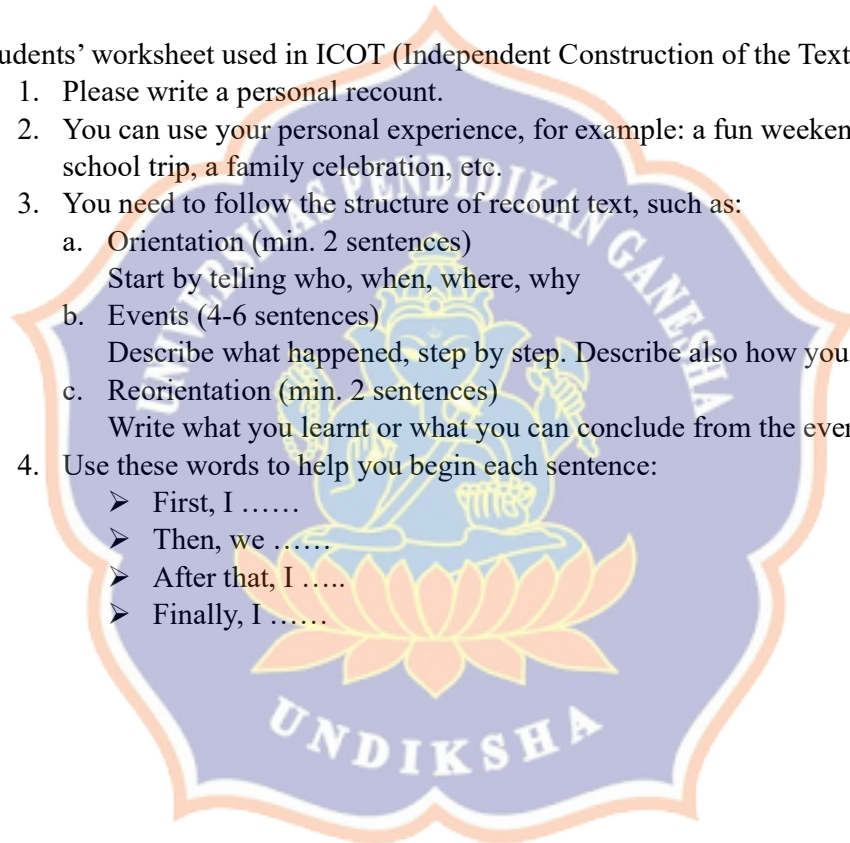 udents’ worksheet used in ICOT (Independent Construction of the Text
1. Please write a personal recount.
2. You can use your personal experience, for example: a fun weeken
school trip, a family celebration, etc.
3. You need to follow the structure of recount text, such as:
a. Orientation (min. 2 sentences)
Start by telling who, when, where, why
b. Events (4-6 sentences)
Describe what happened, step by step. Describe also how you
c. Reorientation (min. 2 sentences)
Write what you learnt or what you can conclude from the even
4. Use these words to help you begin each sentence:
➢ First, I ……
➢ Then, we ……
➢ After that, I …..
➢ Finally, I ……
UNIVERSITAS PENDIDIKAN GANESHA
UNDIKSHA